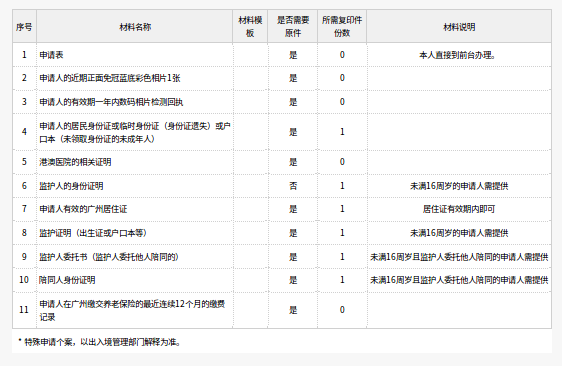 序号 材料名称 材料模板 是否需要原件 所需复印件份数 材料说明
1 申请表 是 0 本人直接到前台办理。
2 申请人的近期正面免冠蓝底彩色相片1张 是 0
3 申请人的有效期一年内数码相片检测回执 是 0
4 申请人的居民身份证或临时身份证（身份证遗失）或户
口本（未领取身份证的未成年人） 是 1
5 港澳医院的相关证明 是 0
6 监护人的身份证明 否 1 未满16周岁的申请人需提供
7 申请人有效的广州居住证 是 1 居住证有效期内即可
8 监护证明（出生证或户口本等） 是 1 未满16周岁的申请人需提供
9 监护人委托书（监护人委托他人陪同的） 是 1 未满16周岁且监护人委托他人陪同的申请人需提供
10 陪同人身份证明 是 1 未满16周岁且监护人委托他人陪同的申请人需提供
11 申请人在广州缴交养老保险的最近连续12个月的缴费
记录 是 0
* 特殊申请个案，以出入境管理部门解释为准。